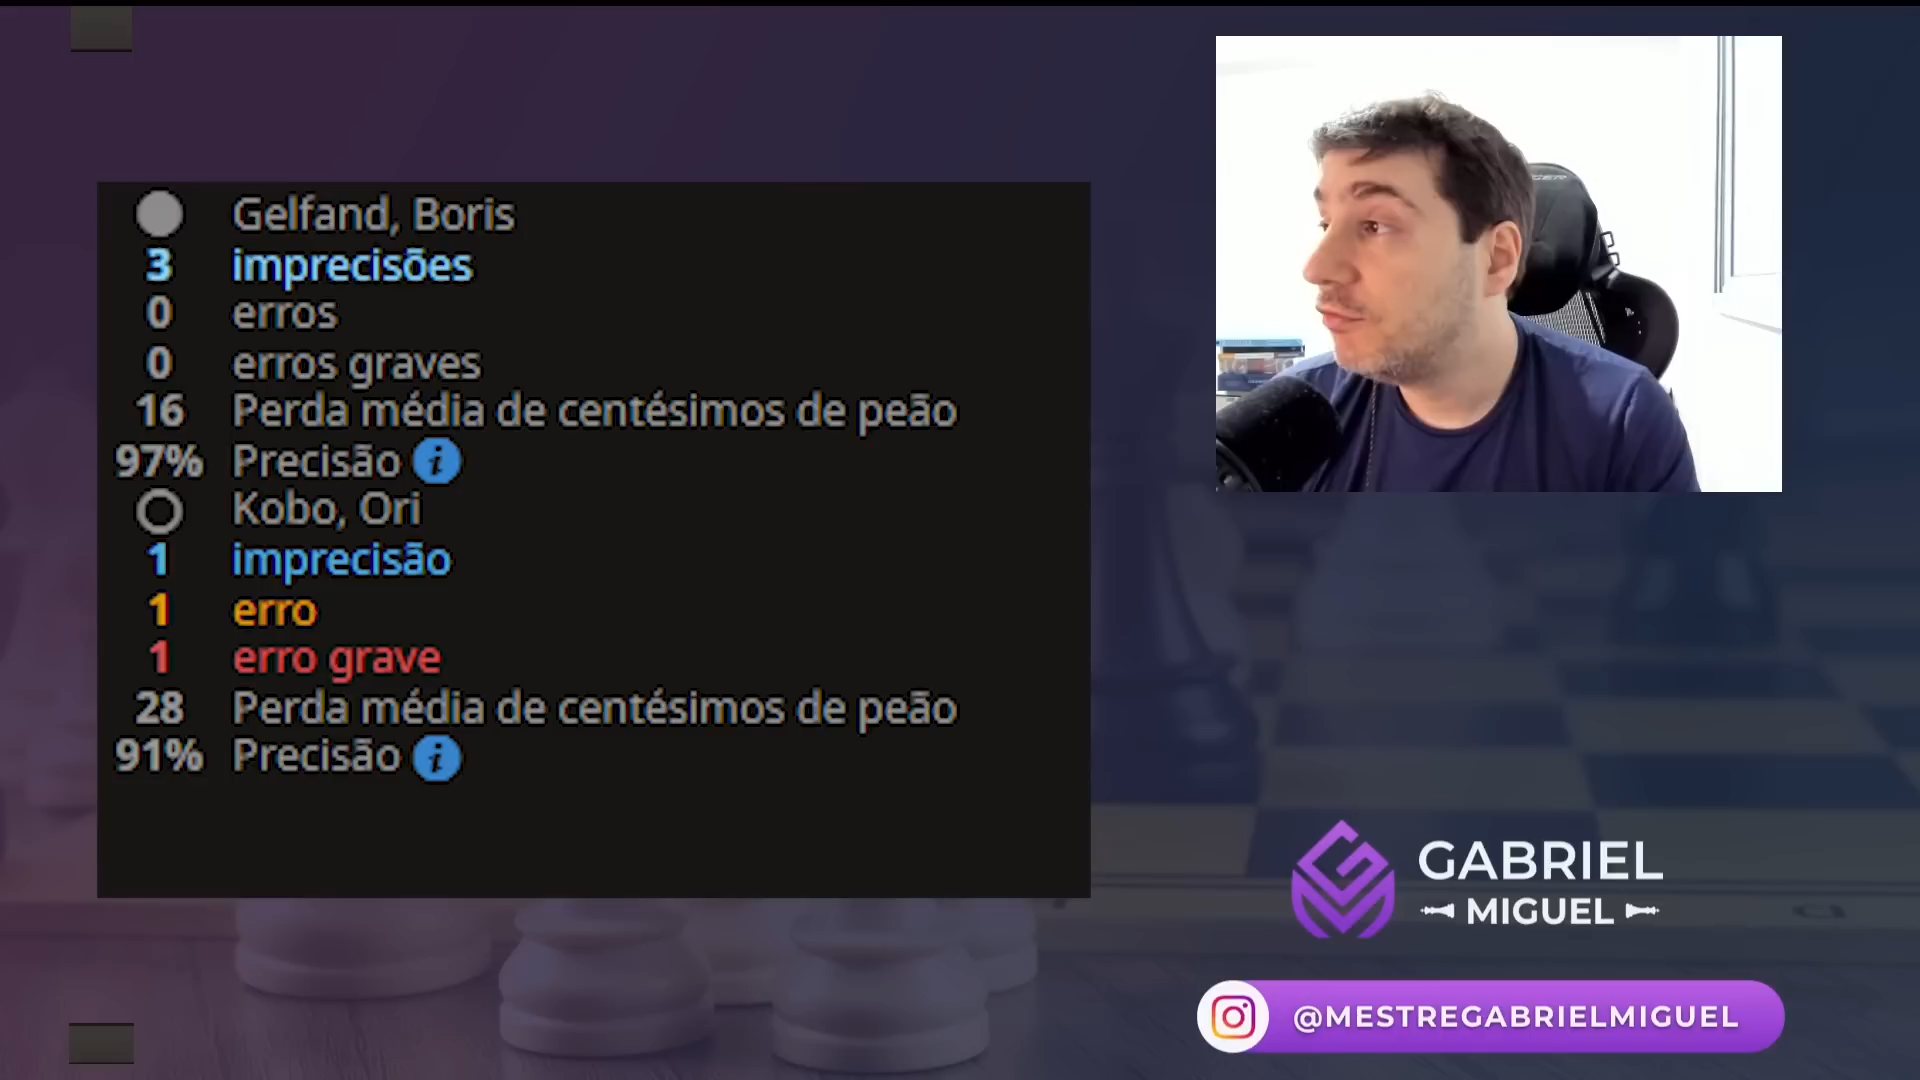 Gelfand, Boris
3 imprecisões
0 erros
0 erros graves
16 Perda média de centésimos de peão
97% Precisão
Kobo, Ori
1 imprecisão
1 erro
1 erro grave
28 Perda média de centésimos de peão
91% Precisão
GABRIEL
MIGUEL
@MESTREGABRIELMIGUEL